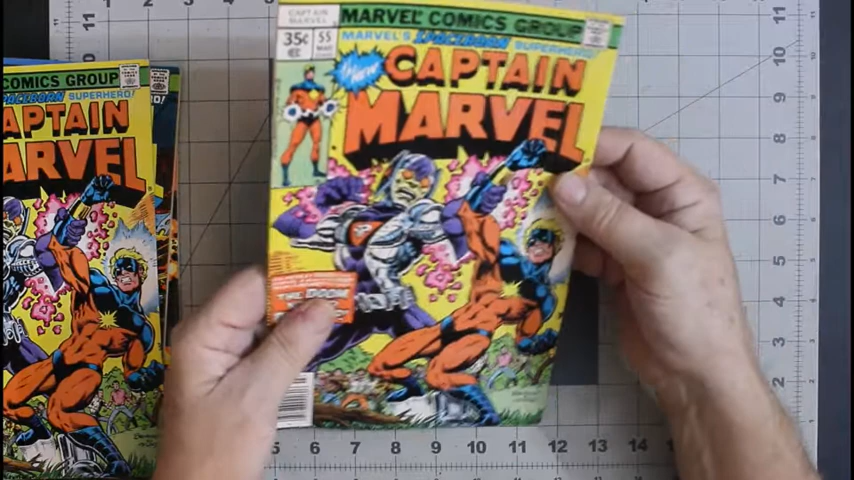 CAPTAIN MARVEL
MARVEL COMICS GROUP
35¢ 55 MAR
MARVEL'S SPACEBORN SUPERHERO!
New
CAPTAIN
MARVEL
THE
COMICS GROUP
SPACEBORN SUPERHERO!
CAPTAIN
ARVEL
11
10
9
8
7
6
5
4
3
2
5 6 7 8 9 10 11 12 13 14 15